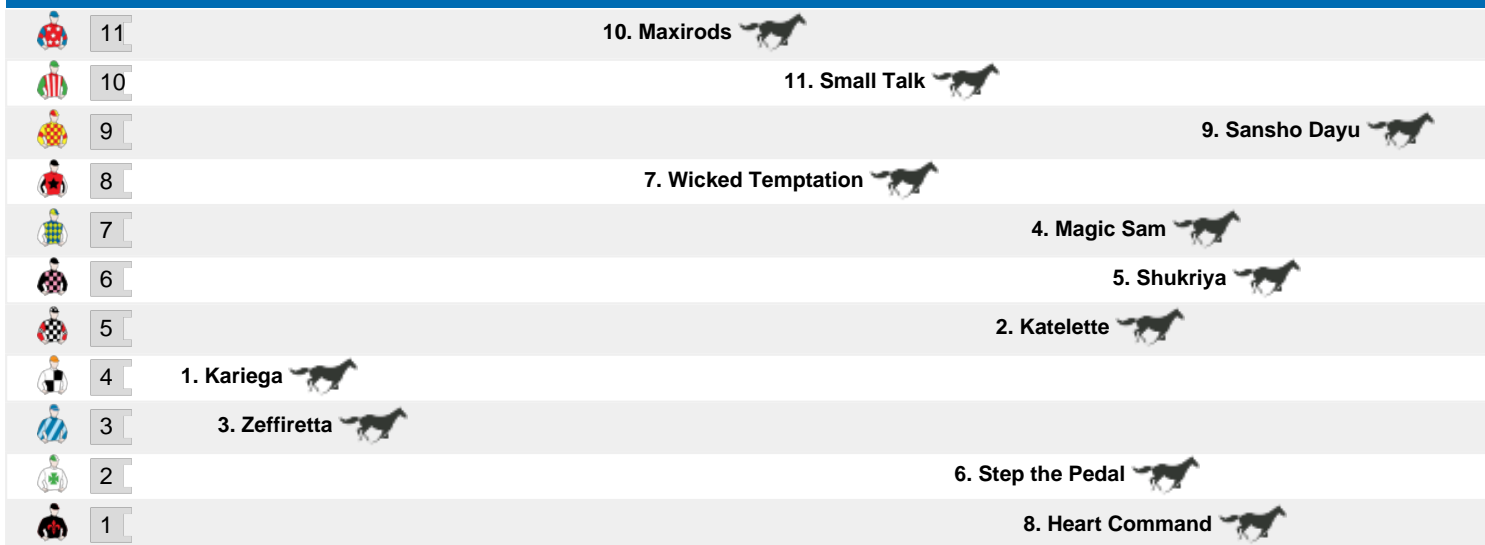 11 10. Maxirods
10 11. Small Talk
9 9. Sansho Dayu
8 7. Wicked Temptation
7 4. Magic Sam
6 5. Shukriya
5 2. Katelette
4 1. Kariega
3 3. Zeffiretta
2 6. Step the Pedal
1 8. Heart Command